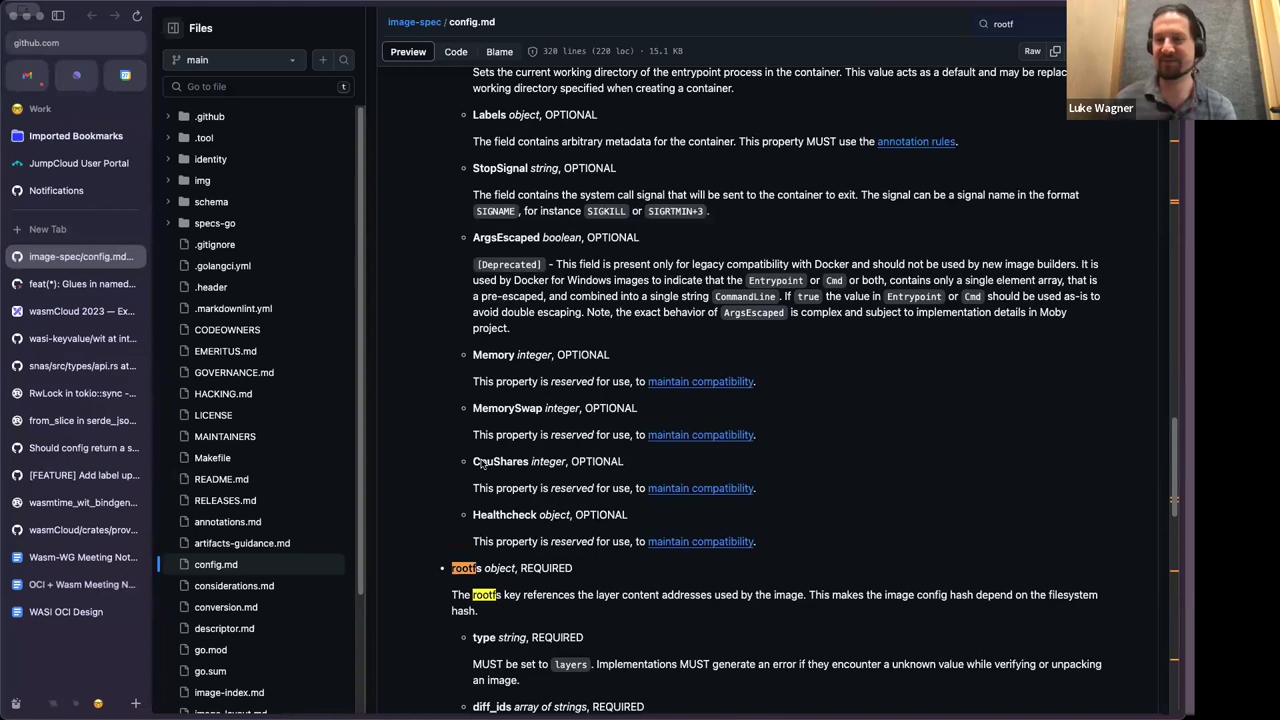 Files
image-spec / config.md
rootf
github.com
Preview
Code
Blame
320 lines (220 loc) · 15.1 KB
Raw
main
Go to file
t
Work
Imported Bookmarks
JumpCloud User Portal
Notifications
New Tab
image-spec/config.md...
feat(*): Glues in named...
wasmCloud 2023 — Ex...
wasi-keyvalue/wit at int...
snas/src/types/api.rs at...
RwLock in tokio::sync -...
from_slice in serde_jso...
Should config return a s...
[FEATURE] Add label up...
wasmtime_wit_bindgen...
wasmCloud/crates/prov...
Wasm-WG Meeting Not...
OCI + Wasm Meeting N...
WASI OCI Design
.github
.tool
identity
img
schema
specs-go
.gitignore
.golangci.yml
.header
.markdownlint.yml
CODEOWNERS
EMERITUS.md
GOVERNANCE.md
HACKING.md
LICENSE
MAINTAINERS
Makefile
README.md
RELEASES.md
annotations.md
artifacts-guidance.md
config.md
considerations.md
conversion.md
descriptor.md
go.mod
go.sum
image-index.md
image-layout.md
Sets the current working directory of the entrypoint process in the container. This value acts as a default and may be replac
working directory specified when creating a container.
Labels object, OPTIONAL
The field contains arbitrary metadata for the container. This property MUST use the annotation rules.
StopSignal string, OPTIONAL
The field contains the system call signal that will be sent to the container to exit. The signal can be a signal name in the format
SIGNAME, for instance SIGKILL or SIGRTMIN+3.
ArgsEscaped boolean, OPTIONAL
[Deprecated] - This field is present only for legacy compatibility with Docker and should not be used by new image builders. It is
used by Docker for Windows images to indicate that the Entrypoint or Cmd or both, contains only a single element array, that is
a pre-escaped, and combined into a single string CommandLine. If true the value in Entrypoint or Cmd should be used as-is to
avoid double escaping. Note, the exact behavior of ArgsEscaped is complex and subject to implementation details in Moby
project.
Memory integer, OPTIONAL
This property is reserved for use, to maintain compatibility.
MemorySwap integer, OPTIONAL
This property is reserved for use, to maintain compatibility.
CpuShares integer, OPTIONAL
This property is reserved for use, to maintain compatibility.
Healthcheck object, OPTIONAL
This property is reserved for use, to maintain compatibility.
rootfs object, REQUIRED
The rootfs key references the layer content addresses used by the image. This makes the image config hash depend on the filesystem
hash.
type string, REQUIRED
MUST be set to layers. Implementations MUST generate an error if they encounter a unknown value while verifying or unpacking
an image.
diff_ids array of strings, REQUIRED
Luke Wagner